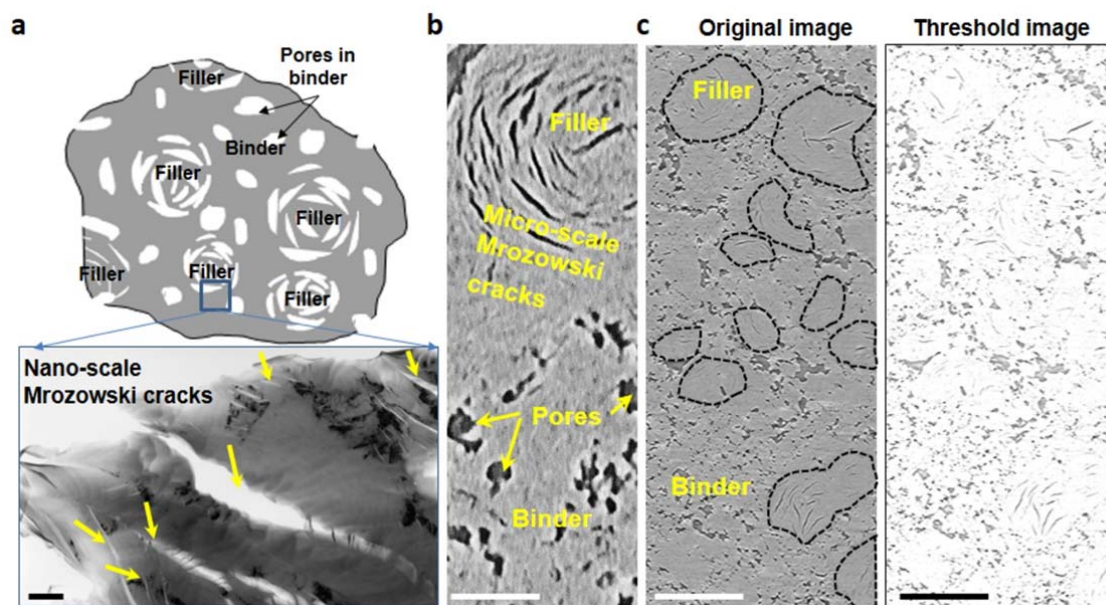 a
Pores in
binder
Filler
Binder
Filler
Filler
Filler
Filler
Filler
Nano-scale
Mrozowski cracks
b
Filler
Micro-scale
Mrozowski
cracks
Pores
Binder
c
Original image
Threshold image
Filler
Binder